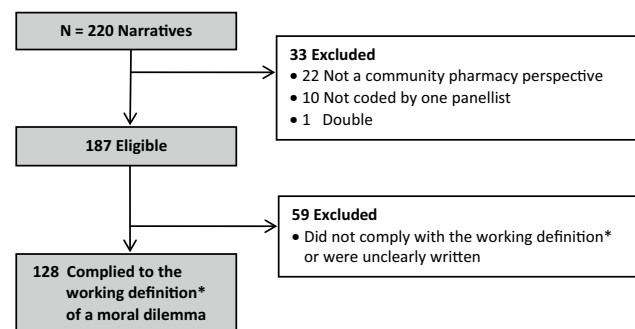 N = 220 Narratives
33 Excluded
• 22 Not a community pharmacy perspective
• 10 Not coded by one panellist
• 1 Double
187 Eligible
59 Excluded
• Did not comply with the working definition*
or were unclearly written
128 Complied to the
working definition*
of a moral dilemma